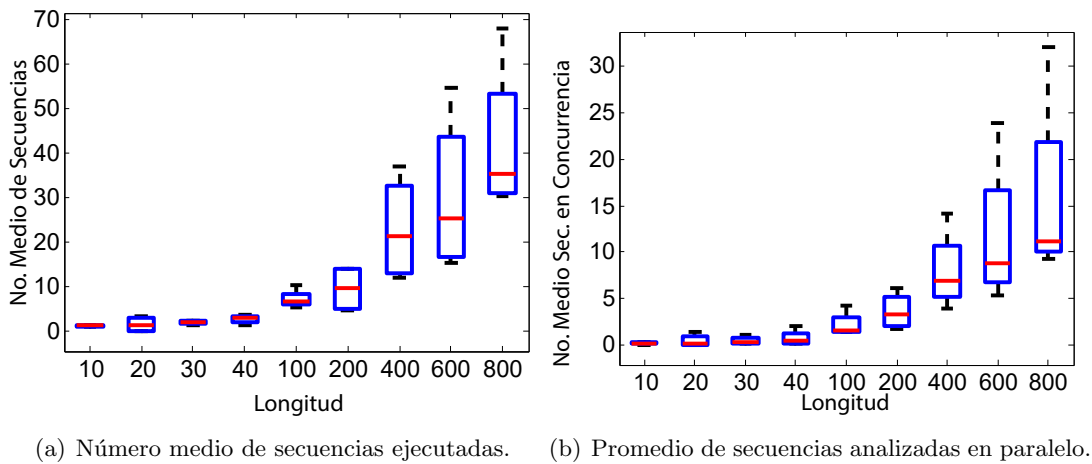 No. Medio de Secuencias
70
60
50
40
30
20
10
0
10 20 30 40 100 200 400 600 800
Longitud
(a) Número medio de secuencias ejecutadas.
No. Medio Sec. en Concurrencia
30
25
20
15
10
5
0
10 20 30 40 100 200 400 600 800
Longitud
(b) Promedio de secuencias analizadas en paralelo.